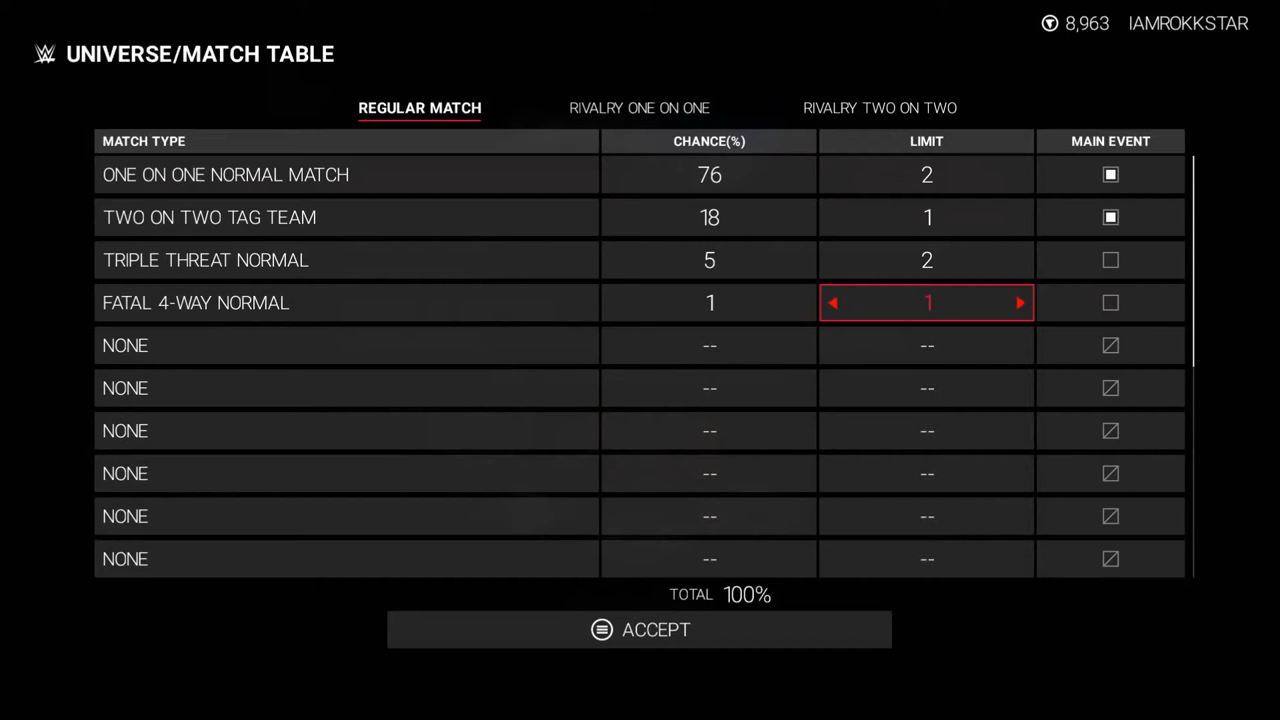 8,963 IAMROKKSTAR
UNIVERSE/MATCH TABLE
REGULAR MATCH RIVALRY ONE ON ONE RIVALRY TWO ON TWO
MATCH TYPE CHANCE(%) LIMIT MAIN EVENT
ONE ON ONE NORMAL MATCH 76 2
TWO ON TWO TAG TEAM 18 1
TRIPLE THREAT NORMAL 5 2
FATAL 4-WAY NORMAL 1 1
NONE -- --
NONE -- --
NONE -- --
NONE -- --
NONE -- --
NONE -- --
TOTAL 100%
ACCEPT